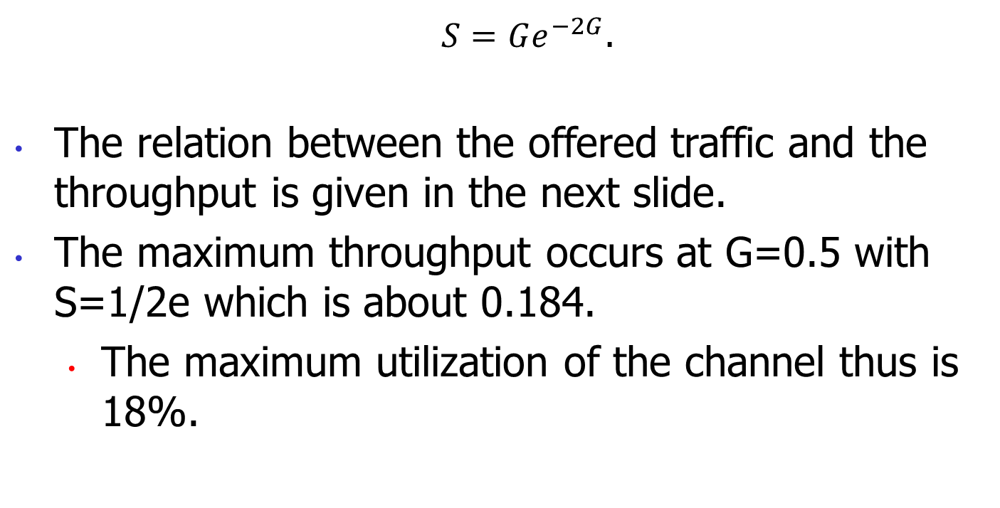 S = Ge^{-2G}.
• The relation between the offered traffic and the
throughput is given in the next slide.
• The maximum throughput occurs at G=0.5 with
S=1/2e which is about 0.184.
• The maximum utilization of the channel thus is
18%.